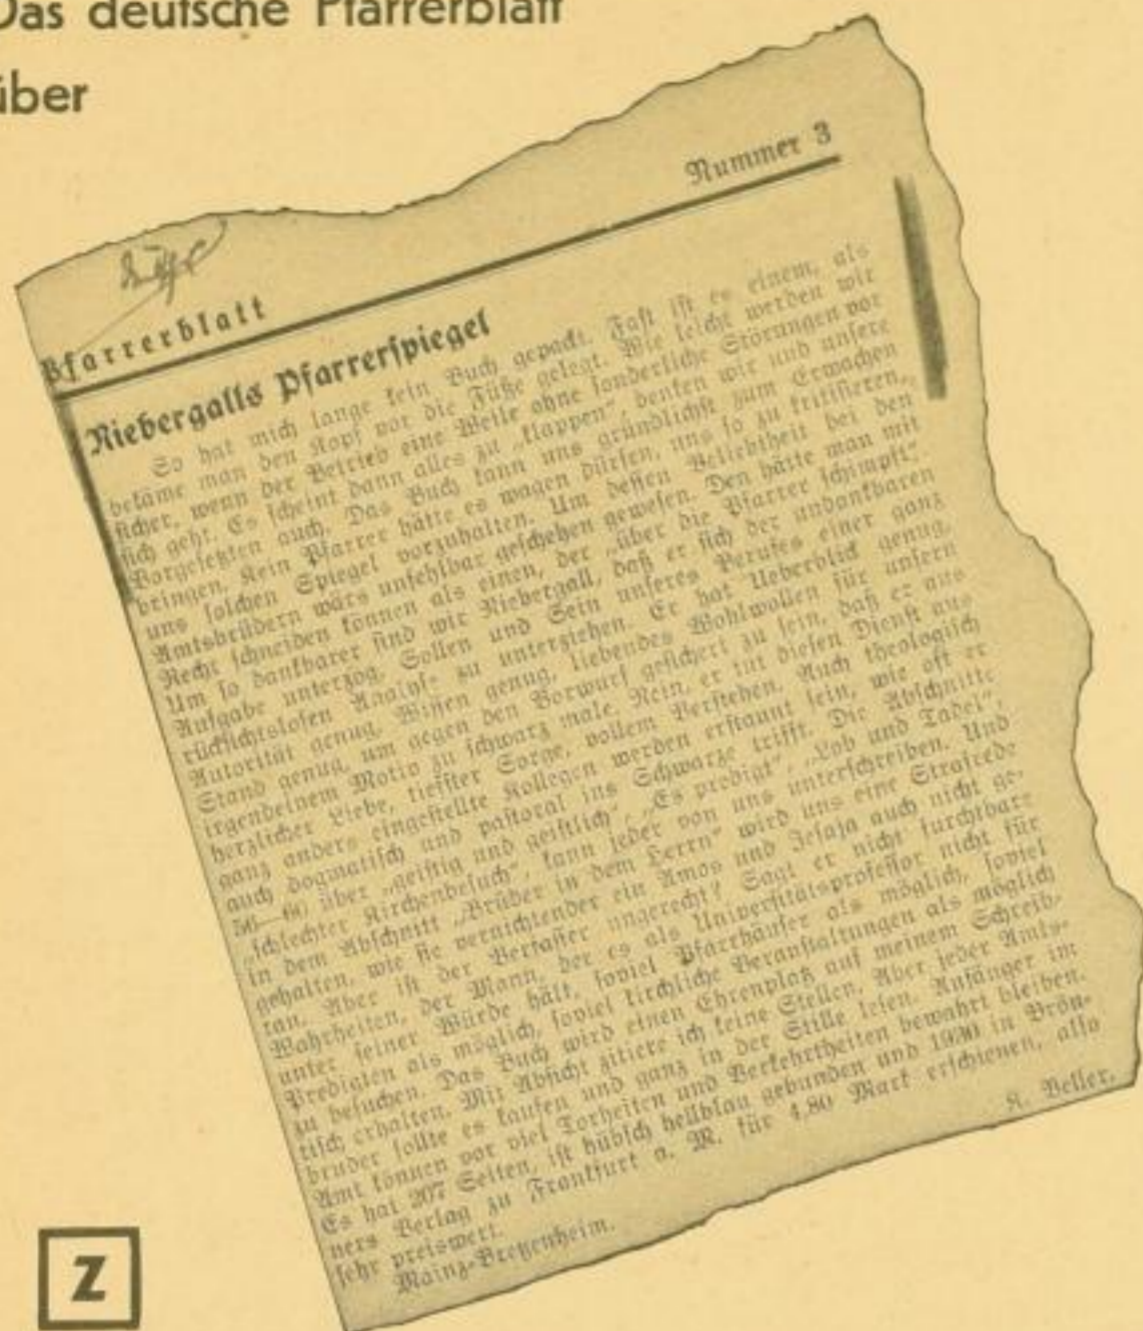 Das deutsche Pfarrerblatt
über
Pfarrerblatt
Nummer 3
Niebergalls Pfarrerspiegel
So hat mich lange kein Buch gepackt. Fast ist es einem, als
bekäme man den Kopf vor die Füße gelegt. Wie leicht werden wir
sicher, wenn der Betrieb eine Weile ohne sonderliche Störungen vor
sich geht. Es scheint dann alles zu „klappen“, denken wir und unsere
Vorgesetzten auch. Das Buch kann uns gründlichst zum Erwachen
bringen. Kein Pfarrer hätte es wagen dürfen, uns so zu kritisieren,
uns solchen Spiegel vorzuhalten. Um dessen Beliebtheit bei den
Amtsbrüdern wärs unfehlbar geschehen gewesen. Den hätte man mit
Recht schneiden können als einen, der „über die Pfarrer schimpft“.
Um so dankbarer sind wir Niebergall, daß er sich der undankbaren
Aufgabe unterzog, Sollen und Sein unseres Berufes einer ganz
rücksichtslosen Analyse zu unterziehen. Er hat Ueberblick genug,
Autorität genug, Wissen genug, liebendes Wohlwollen für unsern
Stand genug, um gegen den Vorwurf gesichert zu sein, daß er aus
irgendeinem Motiv zu schwarz male. Nein, er tut diesen Dienst aus
herzlicher Liebe, tiefster Sorge, vollem Verstehen. Auch theologisch
ganz anders eingestellte Kollegen werden erstaunt sein, wie oft er
auch dogmatisch und pastoral ins Schwarze trifft. Die Abschnitte
über „geistig und geistlich“, „Es predigt“, „Lob und Tadel“,
„schlechter Kirchenbesuch“, kann jeder von uns unterschreiben. Und
in dem Abschnitt „Brüder in dem Herrn“ wird uns eine Strafrede
gehalten, wie sie vernichtender ein Amos und Jesaja auch nicht ge-
tan. Aber ist der Verfasser ungerecht? Sagt er nicht furchtbare
Wahrheiten, der Mann, der es als Universitätsprofessor nicht für
unter seiner Würde hält, soviel Pfarrhäuser als möglich, soviel
Predigten als möglich, soviel kirchliche Veranstaltungen als möglich
zu besuchen. Das Buch wird einen Ehrenplatz auf meinem Schreib-
tisch erhalten. Mit Absicht zitiere ich keine Stellen. Aber jeder Amts-
bruder sollte es kaufen und ganz in der Stille lesen. Anfänger im
Amt können vor viel Torheiten und Verkehrtheiten bewahrt bleiben.
Es hat 207 Seiten, ist hübsch hellblau gebunden und 1930 in Brön-
ners Verlag zu Frankfurt a. M. für 4.80 Mark erschienen, also
sehr preiswert.
Mainz-Bretzenheim.
K. Veller.
Z